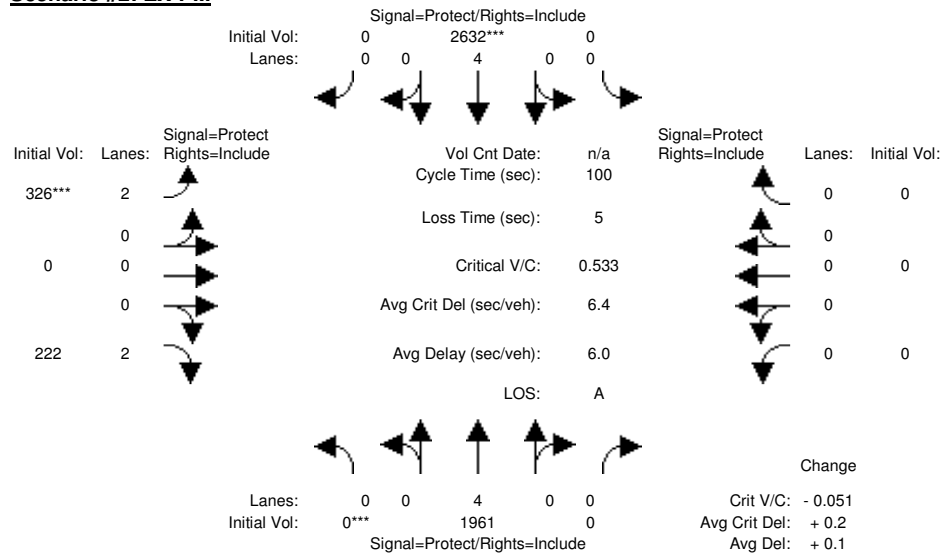 Signal=Protect/Rights=Include
Initial Vol: 0 2632*** 0
Lanes: 0 0 4 0 0
Signal=Protect Signal=Protect
Initial Vol: Lanes: Rights=Include Vol Cnt Date: n/a Rights=Include Lanes: Initial Vol:
Cycle Time (sec): 100
326*** 2 0 0
Loss Time (sec): 5
0 0
0 0 Critical V/C: 0.533 0 0
0 Avg Crit Del (sec/veh): 6.4 0
222 2 Avg Delay (sec/veh): 6.0 0 0
LOS: A
Change
Lanes: 0 0 4 0 0 Crit V/C: - 0.051
Initial Vol: 0*** 1961 0 Avg Crit Del: + 0.2
Signal=Protect/Rights=Include Avg Del: + 0.1